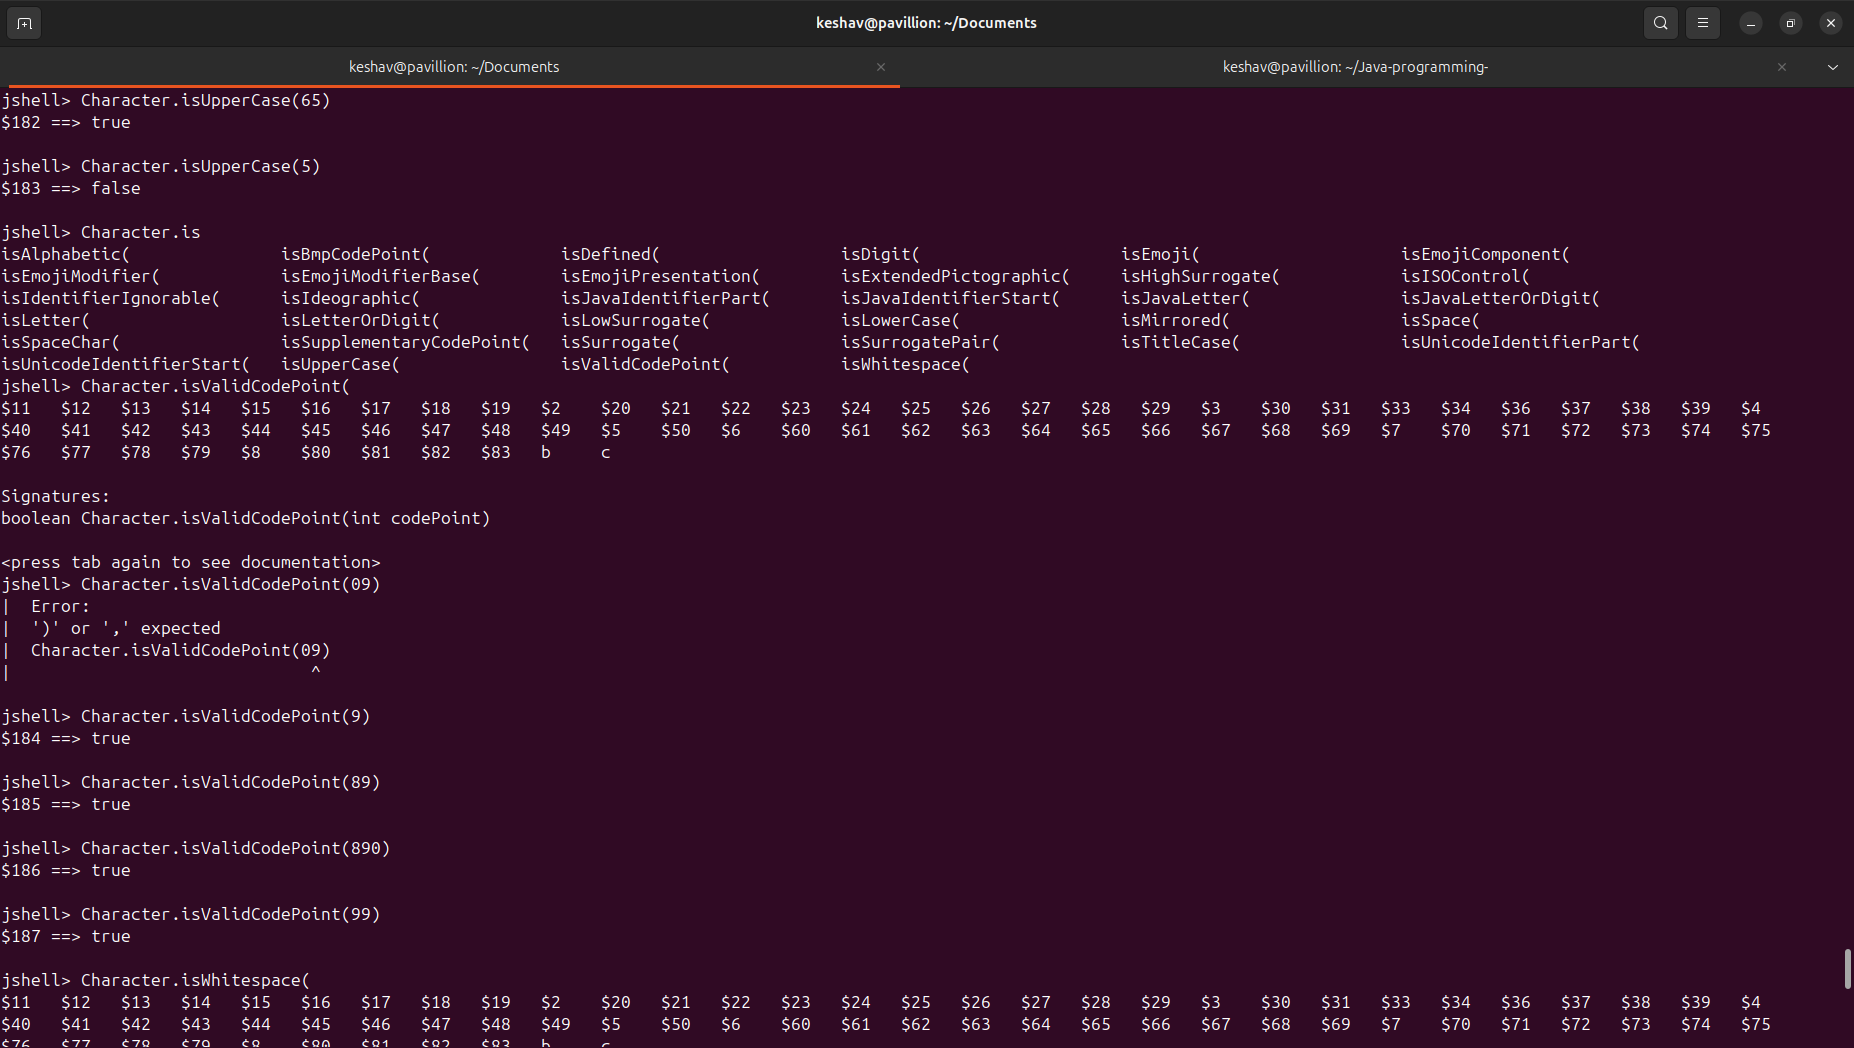 keshav@pavillion: ~/Documents
keshav@pavillion: ~/Documents × keshav@pavillion: ~/Java-programming- ×
jshell> Character.isUpperCase(65)
$182 ==> true
jshell> Character.isUpperCase(5)
$183 ==> false
jshell> Character.is
isAlphabetic( isBmpCodePoint( isDefined( isDigit( isEmoji( isEmojiComponent(
isEmojiModifier( isEmojiModifierBase( isEmojiPresentation( isExtendedPictographic( isHighSurrogate( isISOControl(
isIdentifierIgnorable( isIdeographic( isJavaIdentifierPart( isJavaIdentifierStart( isJavaLetter( isJavaLetterOrDigit(
isLetter( isLetterOrDigit( isLowSurrogate( isLowerCase( isMirrored( isSpace(
isSpaceChar( isSupplementaryCodePoint( isSurrogate( isSurrogatePair( isTitleCase( isUnicodeIdentifierPart(
isUnicodeIdentifierStart( isUpperCase( isValidCodePoint( isWhitespace(
jshell> Character.isValidCodePoint(
$11 $12 $13 $14 $15 $16 $17 $18 $19 $2 $20 $21 $22 $23 $24 $25 $26 $27 $28 $29 $3 $30 $31 $33 $34 $36 $37 $38 $39 $4
$40 $41 $42 $43 $44 $45 $46 $47 $48 $49 $5 $50 $6 $60 $61 $62 $63 $64 $65 $66 $67 $68 $69 $7 $70 $71 $72 $73 $74 $75
$76 $77 $78 $79 $8 $80 $81 $82 $83 b c
Signatures:
boolean Character.isValidCodePoint(int codePoint)
<press tab again to see documentation>
jshell> Character.isValidCodePoint(09)
| Error:
| ')' or ',' expected
| Character.isValidCodePoint(09)
| ^
jshell> Character.isValidCodePoint(9)
$184 ==> true
jshell> Character.isValidCodePoint(89)
$185 ==> true
jshell> Character.isValidCodePoint(890)
$186 ==> true
jshell> Character.isValidCodePoint(99)
$187 ==> true
jshell> Character.isWhitespace(
$11 $12 $13 $14 $15 $16 $17 $18 $19 $2 $20 $21 $22 $23 $24 $25 $26 $27 $28 $29 $3 $30 $31 $33 $34 $36 $37 $38 $39 $4
$40 $41 $42 $43 $44 $45 $46 $47 $48 $49 $5 $50 $6 $60 $61 $62 $63 $64 $65 $66 $67 $68 $69 $7 $70 $71 $72 $73 $74 $75
$76 $77 $78 $79 $8 $80 $81 $82 $83 b c